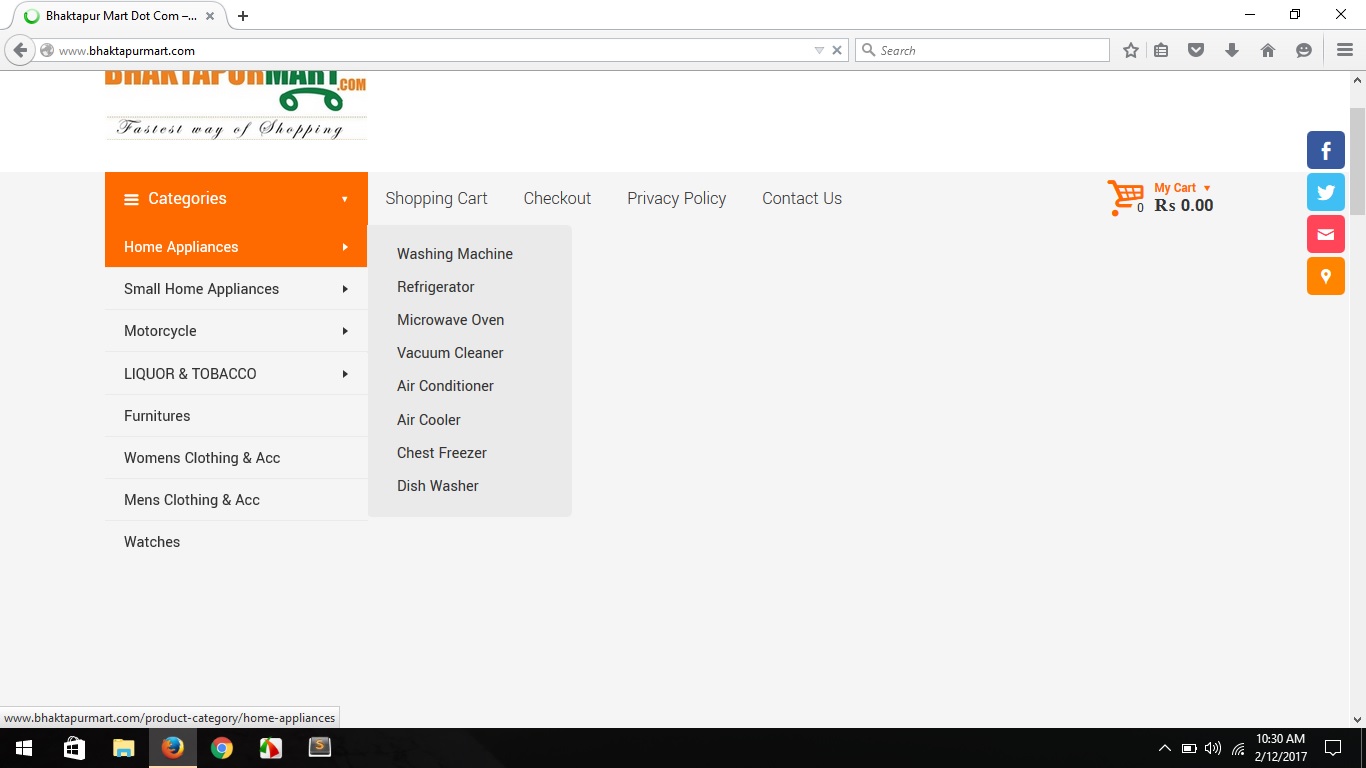 Bhaktapur Mart Dot Com –...
www.bhaktapurmart.com
Search
BHAKTAPURMART.COM
Fastest way of Shopping
Categories
Shopping Cart
Checkout
Privacy Policy
Contact Us
0
My Cart
Rs 0.00
f
Home Appliances
Small Home Appliances
Motorcycle
LIQUOR & TOBACCO
Furnitures
Womens Clothing & Acc
Mens Clothing & Acc
Watches
Washing Machine
Refrigerator
Microwave Oven
Vacuum Cleaner
Air Conditioner
Air Cooler
Chest Freezer
Dish Washer
www.bhaktapurmart.com/product-category/home-appliances
S
10:30 AM
2/12/2017